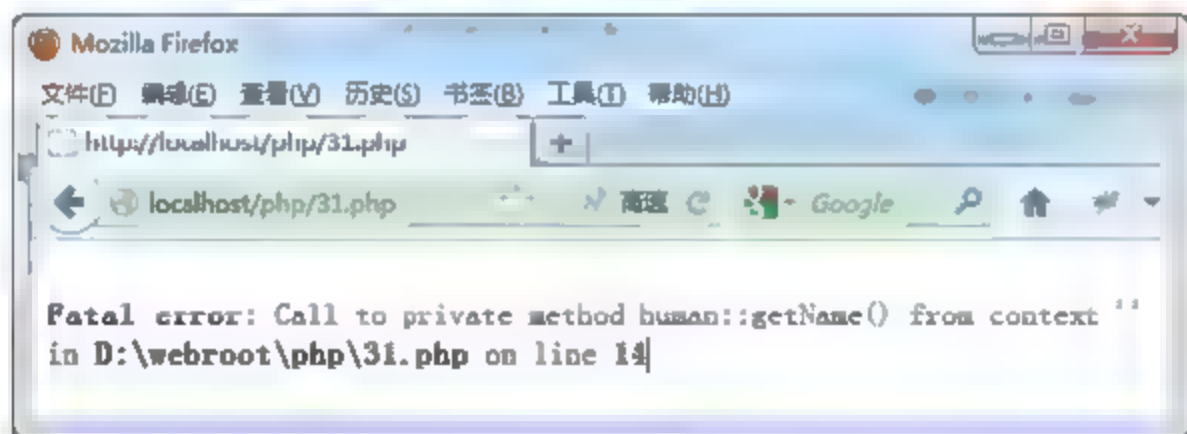 Mozilla Firefox
文件(F) 编辑(E) 查看(V) 历史(S) 书签(B) 工具(T) 帮助(H)
http://localhost/php/31.php
localhost/php/31.php 高速 Google
Fatal error: Call to private method human::getName() from context ''
in D:\webroot\php\31.php on line 14